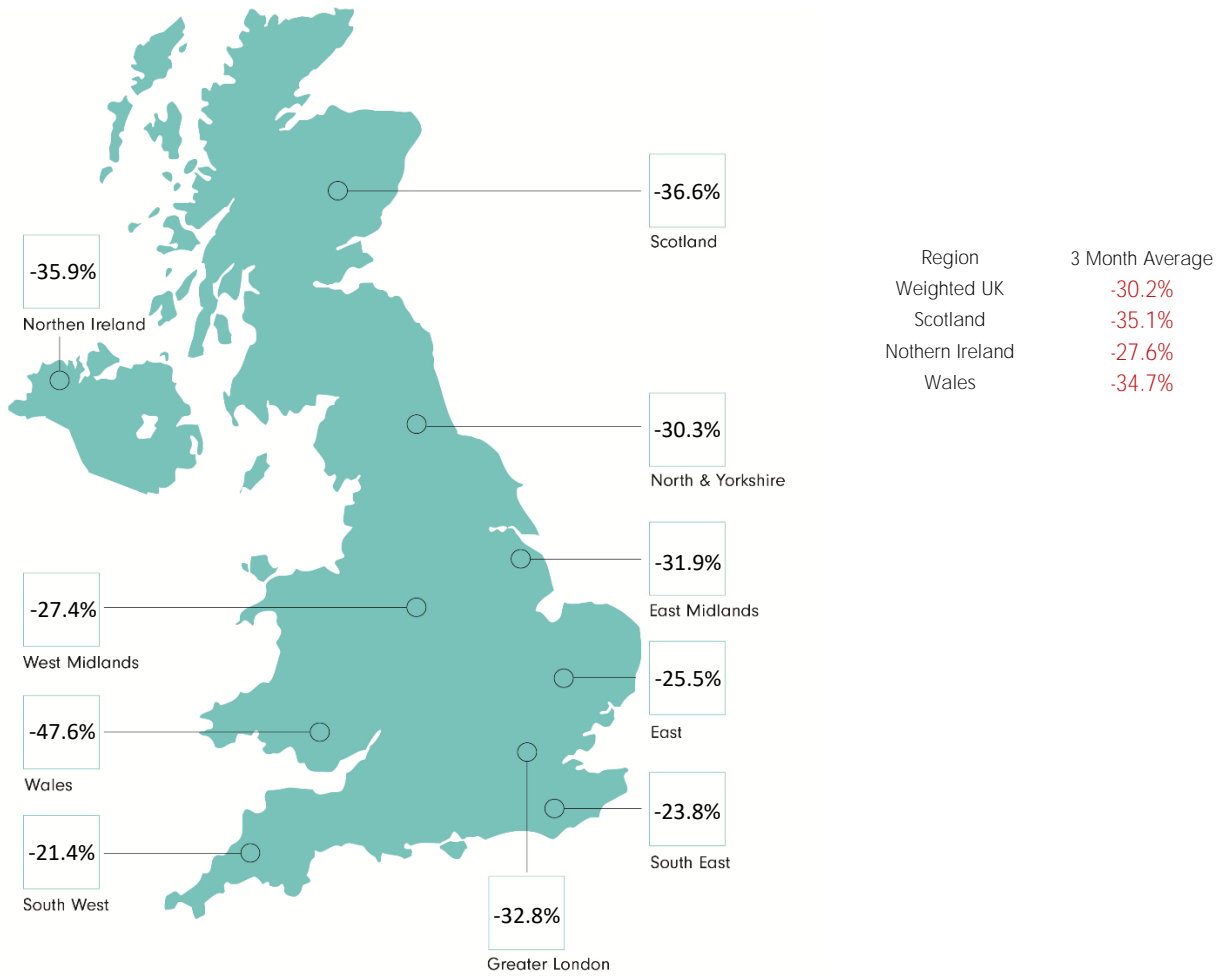 -36.6%
Scotland
-35.9%
Northen Ireland
Region 3 Month Average
Weighted UK -30.2%
Scotland -35.1%
Nothern Ireland -27.6%
Wales -34.7%
-30.3%
North & Yorkshire
-31.9%
East Midlands
-27.4%
West Midlands
-25.5%
East
-47.6%
Wales
-23.8%
South East
-21.4%
South West
-32.8%
Greater London